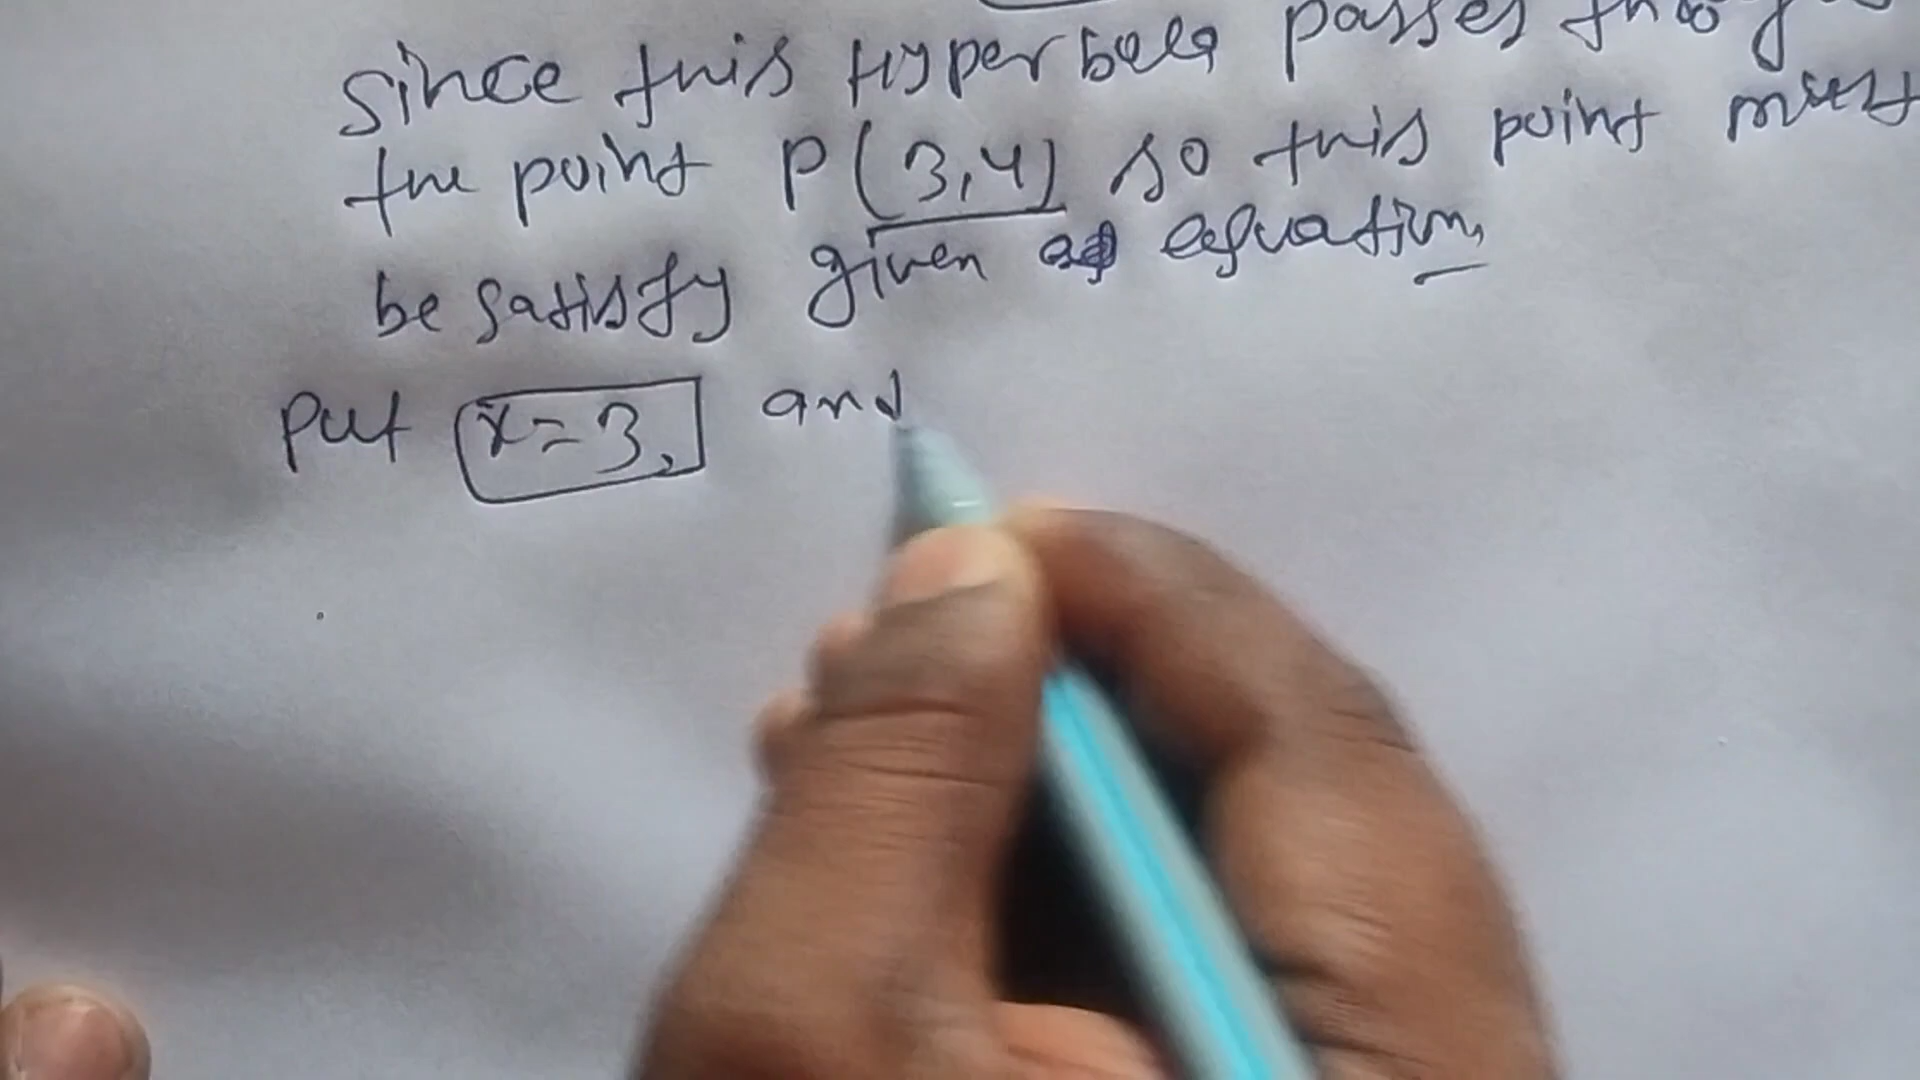 Since this Hyperbola passes throug
the point P(3,4) so this point must
be satisfy given equation,
Put x=3, and